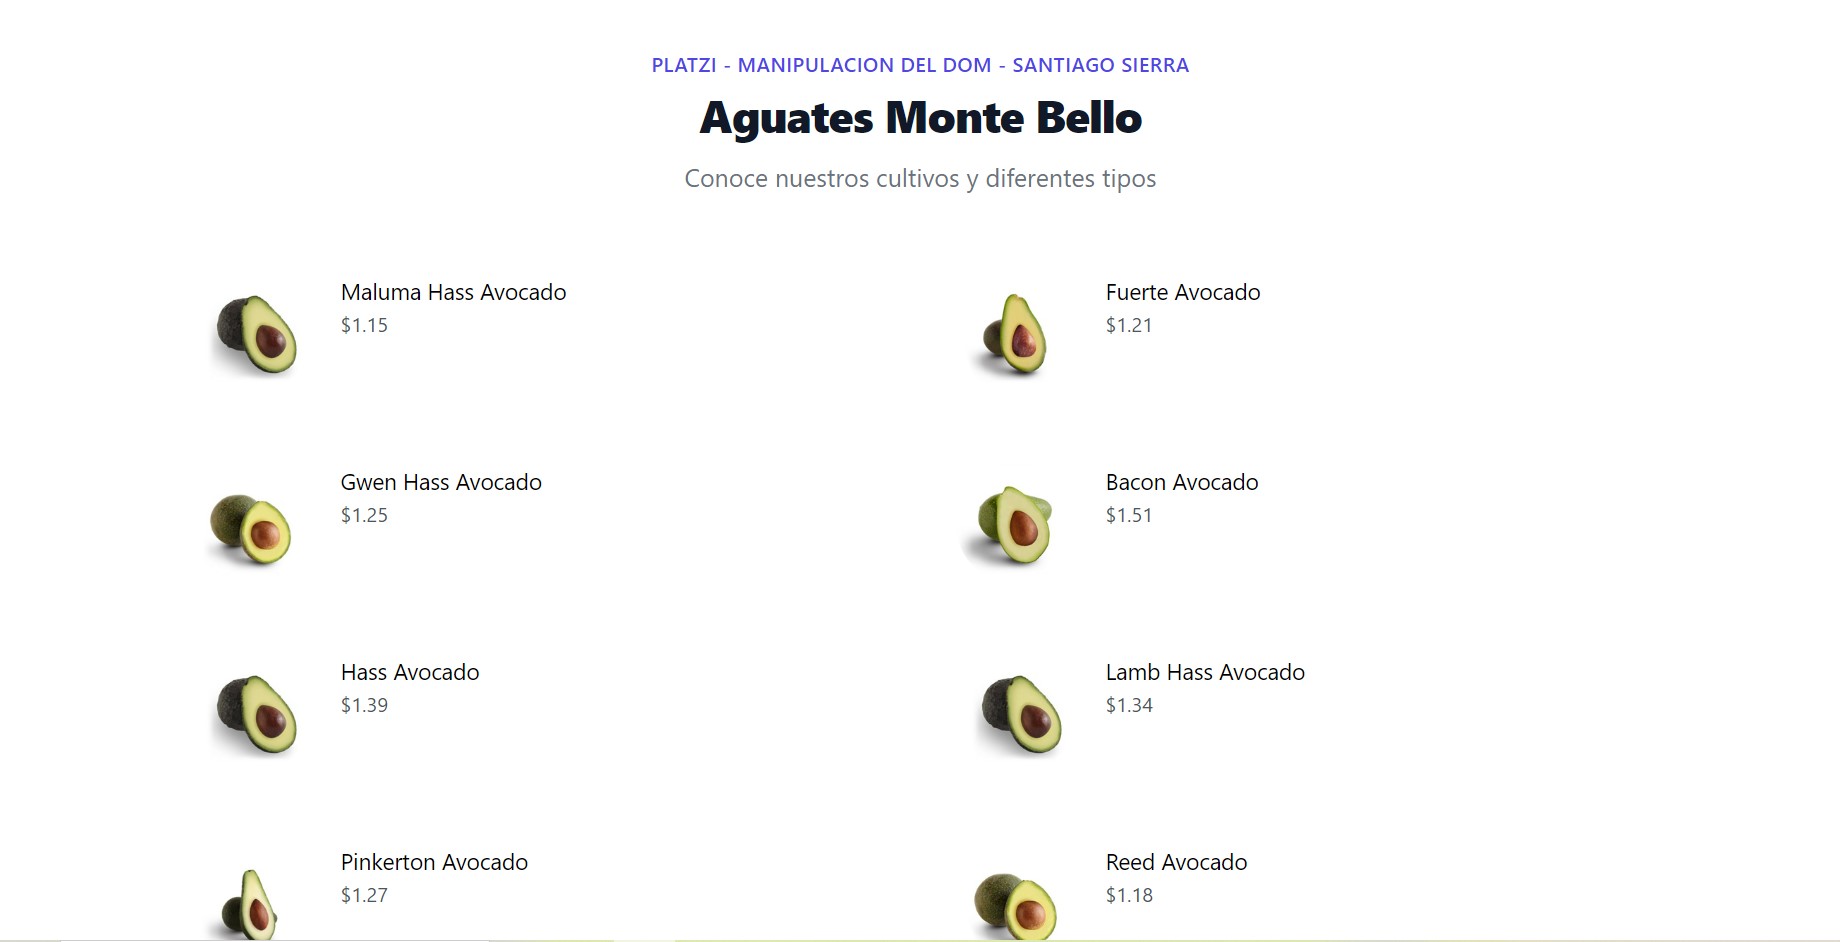 PLATZI - MANIPULACION DEL DOM - SANTIAGO SIERRA
Aguates Monte Bello
Conoce nuestros cultivos y diferentes tipos
Maluma Hass Avocado
$1.15
Fuerte Avocado
$1.21
Gwen Hass Avocado
$1.25
Bacon Avocado
$1.51
Hass Avocado
$1.39
Lamb Hass Avocado
$1.34
Pinkerton Avocado
$1.27
Reed Avocado
$1.18